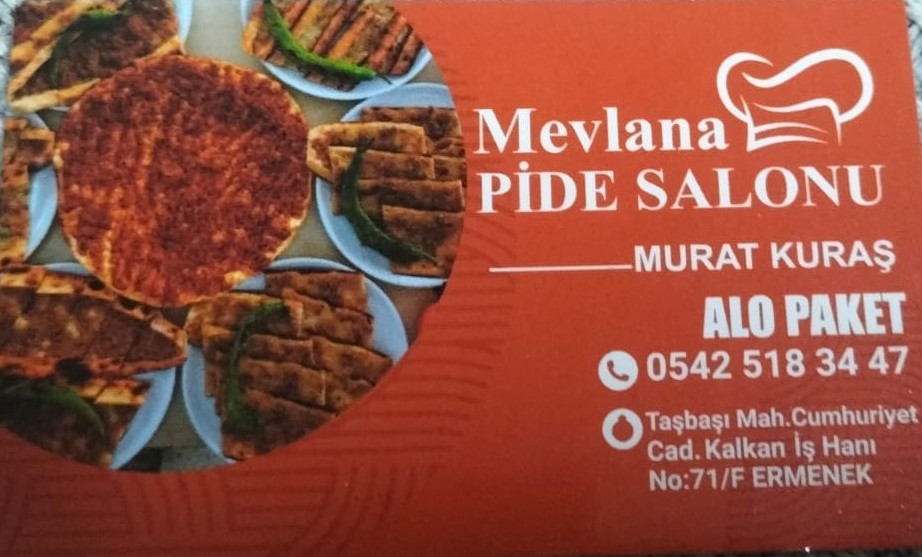 Mevlana
PİDE SALONU
MURAT KURAŞ
ALO PAKET
0542 518 34 47
Taşbaşı Mah.Cumhuriyet
Cad. Kalkan İş Hanı
No:71/F ERMENEK